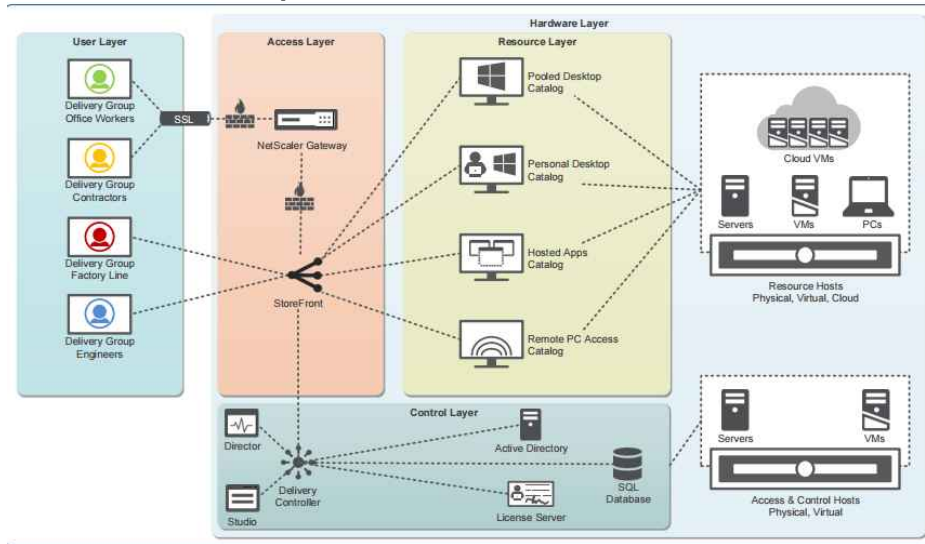 Hardware Layer
User Layer
Access Layer
Resource Layer
Delivery Group
Office Workers
SSL
NetScaler Gateway
Pooled Desktop
Catalog
Cloud VMs
Delivery Group
Contractors
Personal Desktop
Catalog
Servers
VMs
PCs
Delivery Group
Factory Line
Hosted Apps
Catalog
Resource Hosts
Physical, Virtual, Cloud
StoreFront
Delivery Group
Engineers
Remote PC Access
Catalog
Control Layer
Director
Active Directory
Servers
VMs
Delivery
Controller
SQL
Database
Studio
License Server
Access & Control Hosts
Physical, Virtual